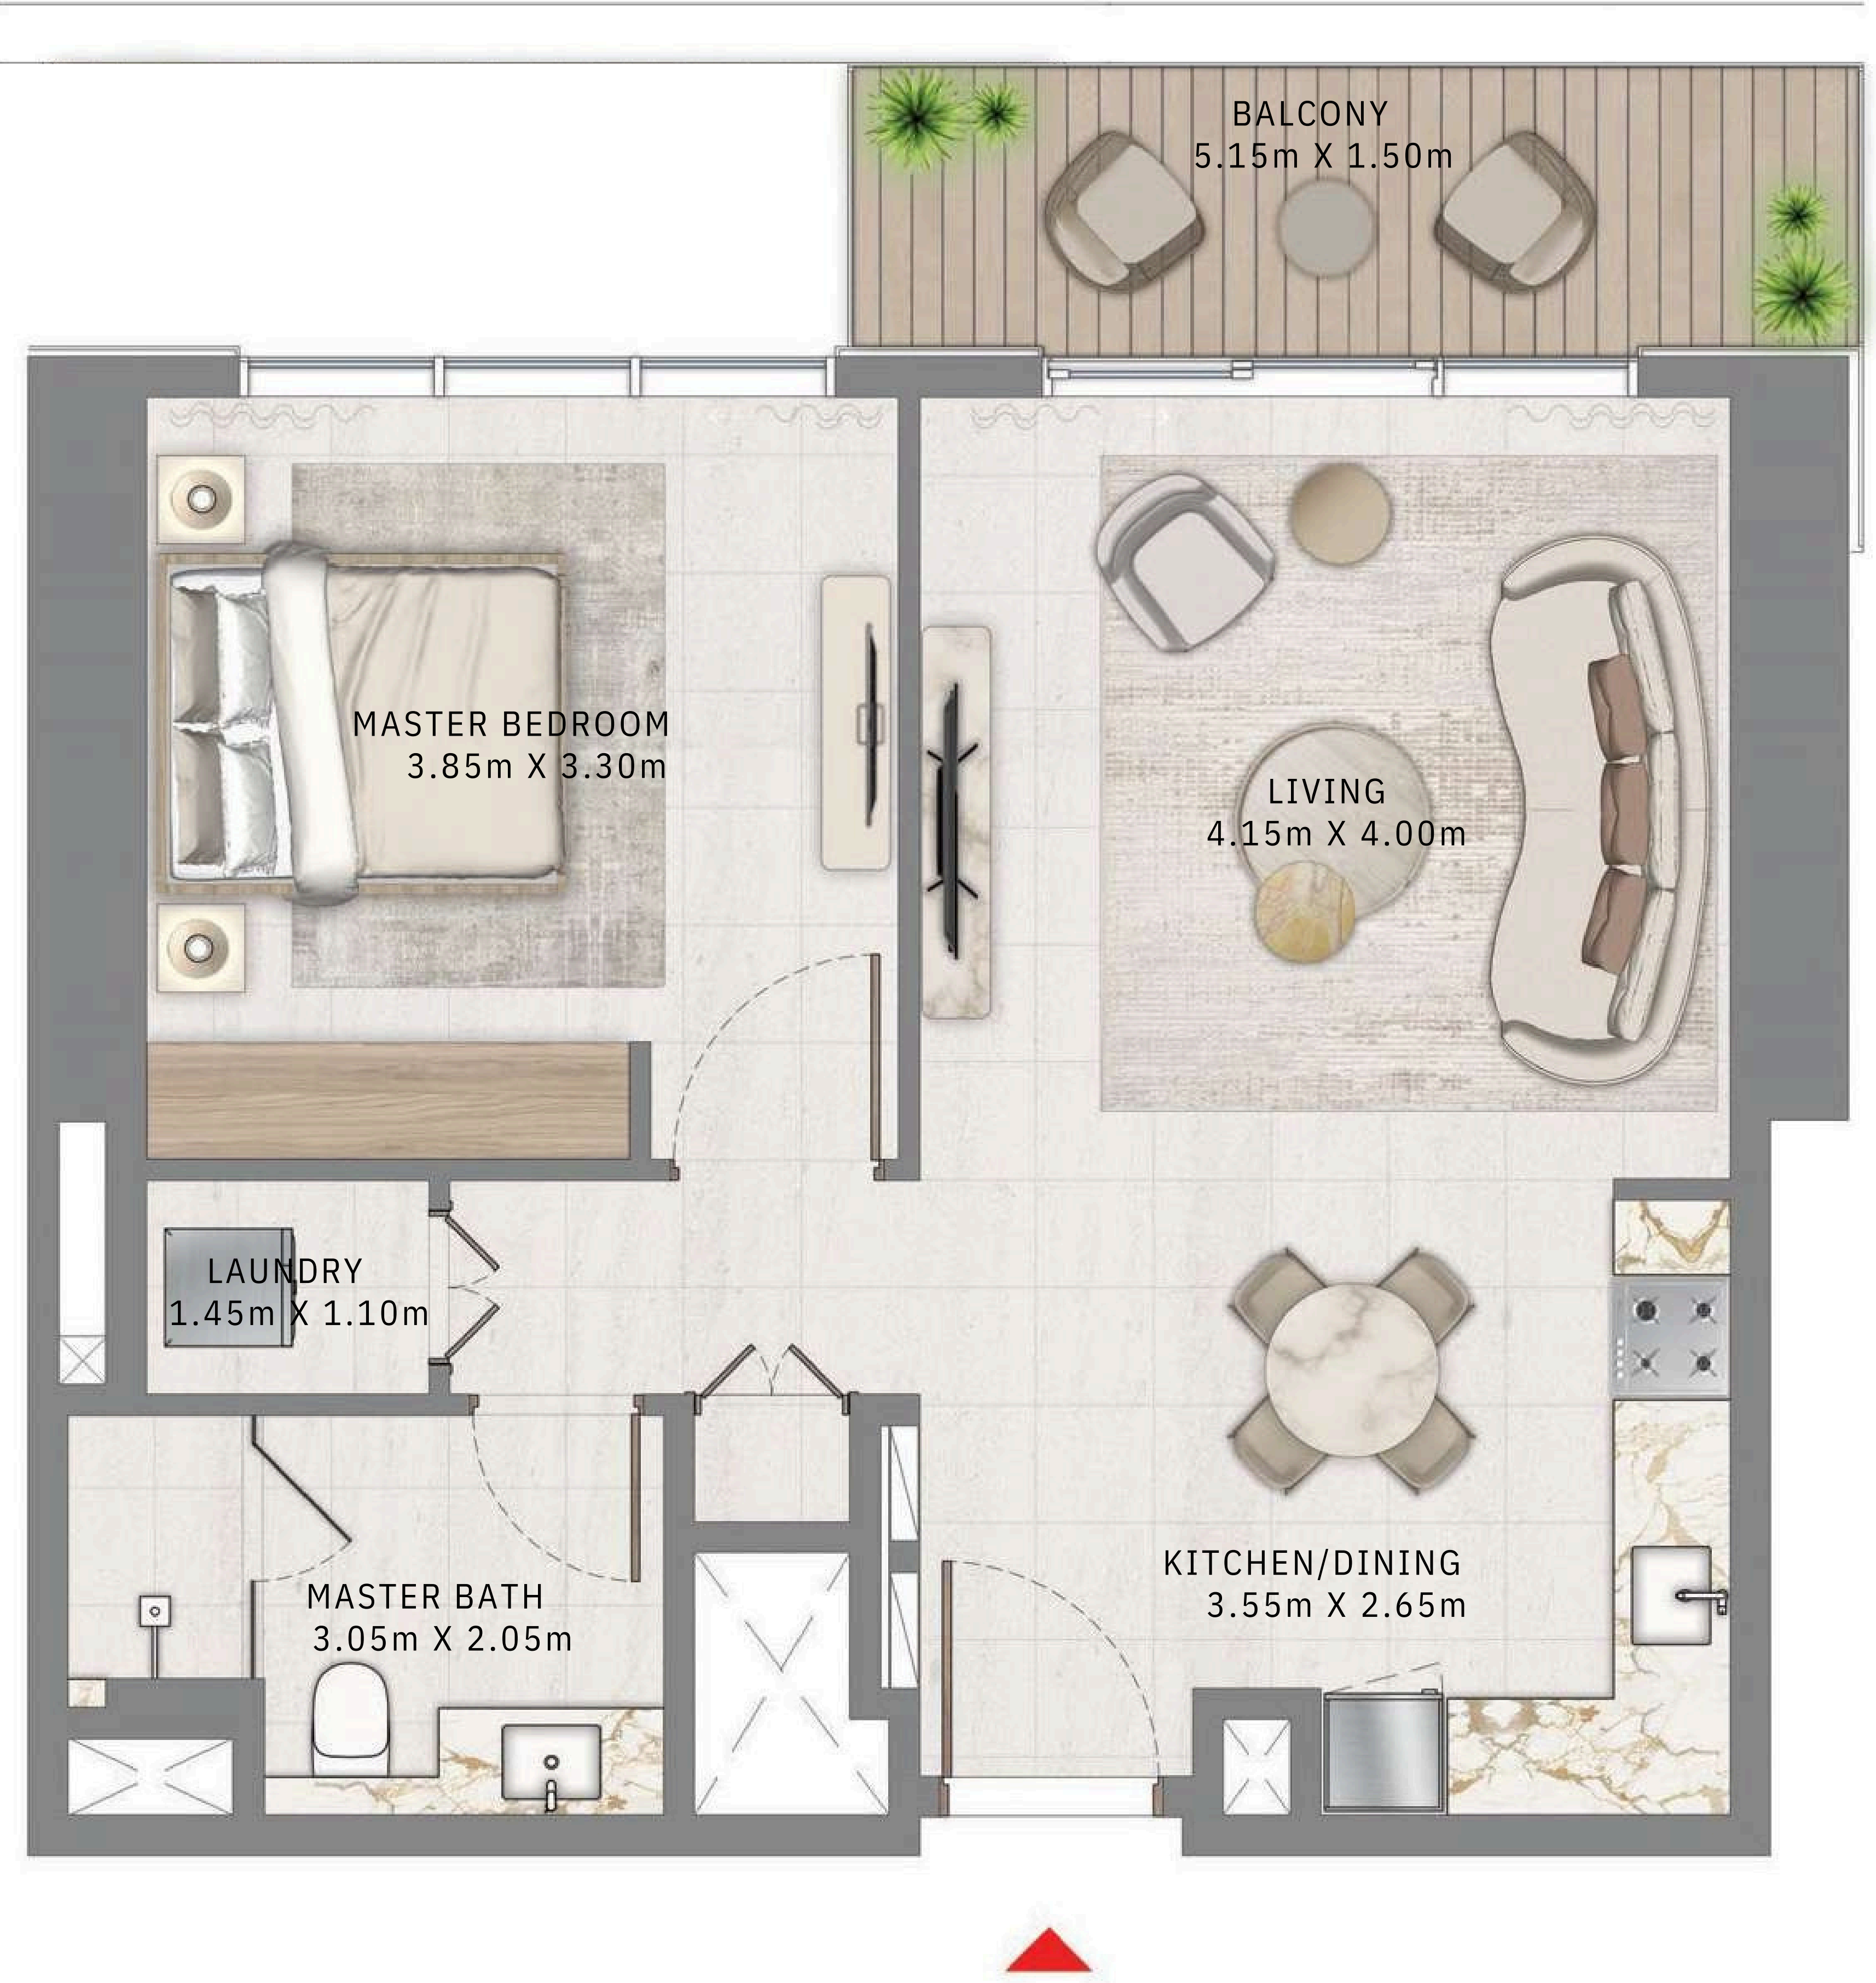 BALCONY
5.15m X 1.50m
MASTER BEDROOM
3.85m X 3.30m
LIVING
4.15m X 4.00m
LAUNDRY
1.45m X 1.10m
KITCHEN/DINING
3.55m X 2.65m
MASTER BATH
3.05m X 2.05m